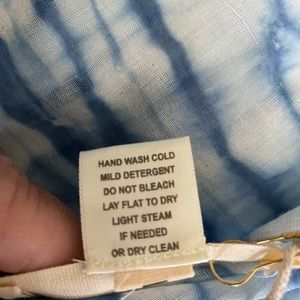 HAND WASH COLD
MILD DETERGENT
DO NOT BLEACH
LAY FLAT TO DRY
LIGHT STEAM
IF NEEDED
OR DRY CLEAN